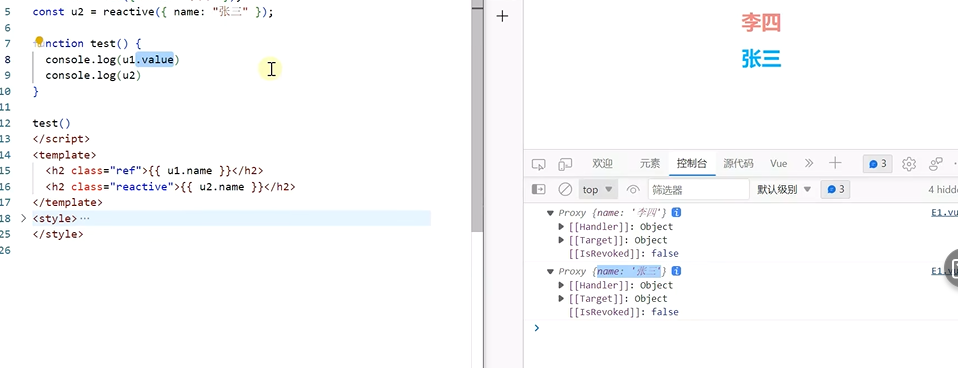 5 const u2 = reactive({ name: "张三" });
6
7 nction test() {
8 console.log(u1.value)
9 console.log(u2)
10 }
11
12 test()
13 </script>
14 <template>
15 <h2 class="ref">{{ u1.name }}</h2>
16 <h2 class="reactive">{{ u2.name }}</h2>
17 </template>
18 <style>…
25 </style>
26
李四
张三
欢迎 元素 控制台 源代码 Vue 3
top 筛选器 默认级别 3 4 hidd
Proxy {name: '李四'} E1.vu
[[Handler]]: Object
[[Target]]: Object
[[IsRevoked]]: false
Proxy {name: '张三'} E1.vu
[[Handler]]: Object
[[Target]]: Object
[[IsRevoked]]: false